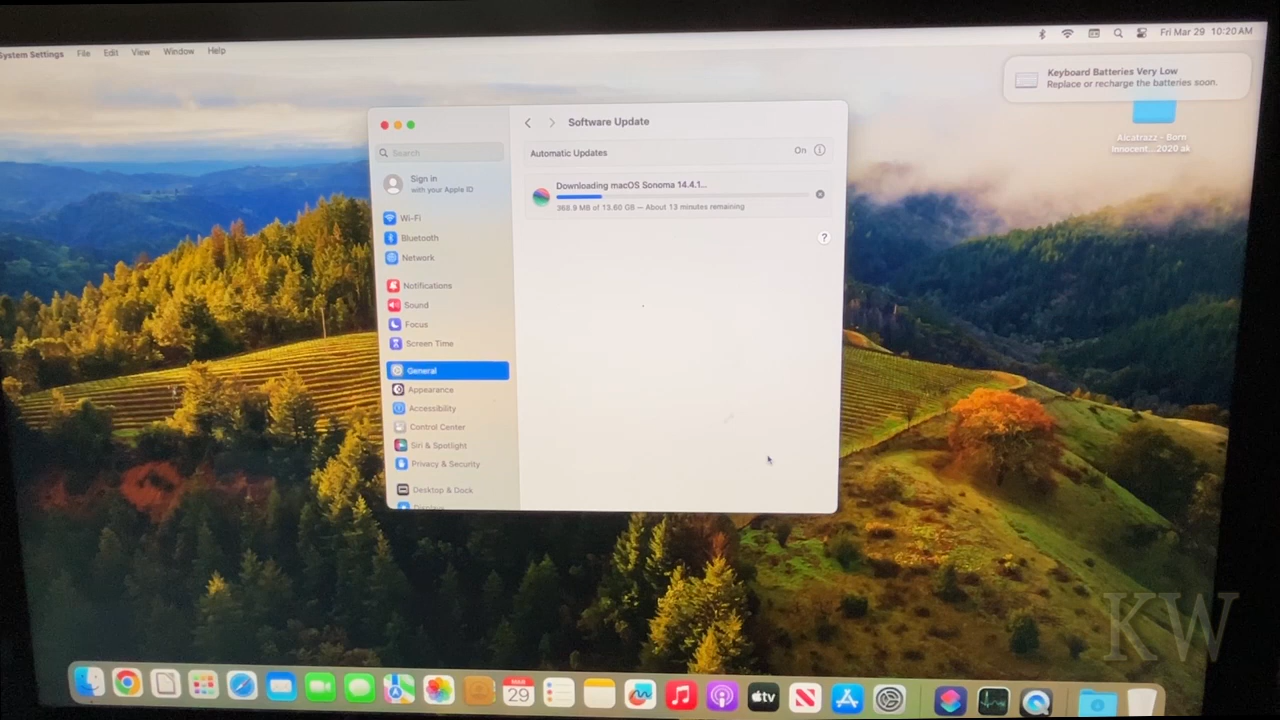 System Settings File Edit View Window Help
Fri Mar 29 10:20 AM
Keyboard Batteries Very Low
Replace or recharge the batteries soon.
Alcatrazz - Born
Innocent...2020 ak
Software Update
Search
Automatic Updates
On
Sign in
with your Apple ID
Downloading macOS Sonoma 14.4.1...
368.9 MB of 13.60 GB — About 13 minutes remaining
?
Wi-Fi
Bluetooth
Network
Notifications
Sound
Focus
Screen Time
General
Appearance
Accessibility
Control Center
Siri & Spotlight
Privacy & Security
Desktop & Dock
Displays
KW
MAR
29
tv